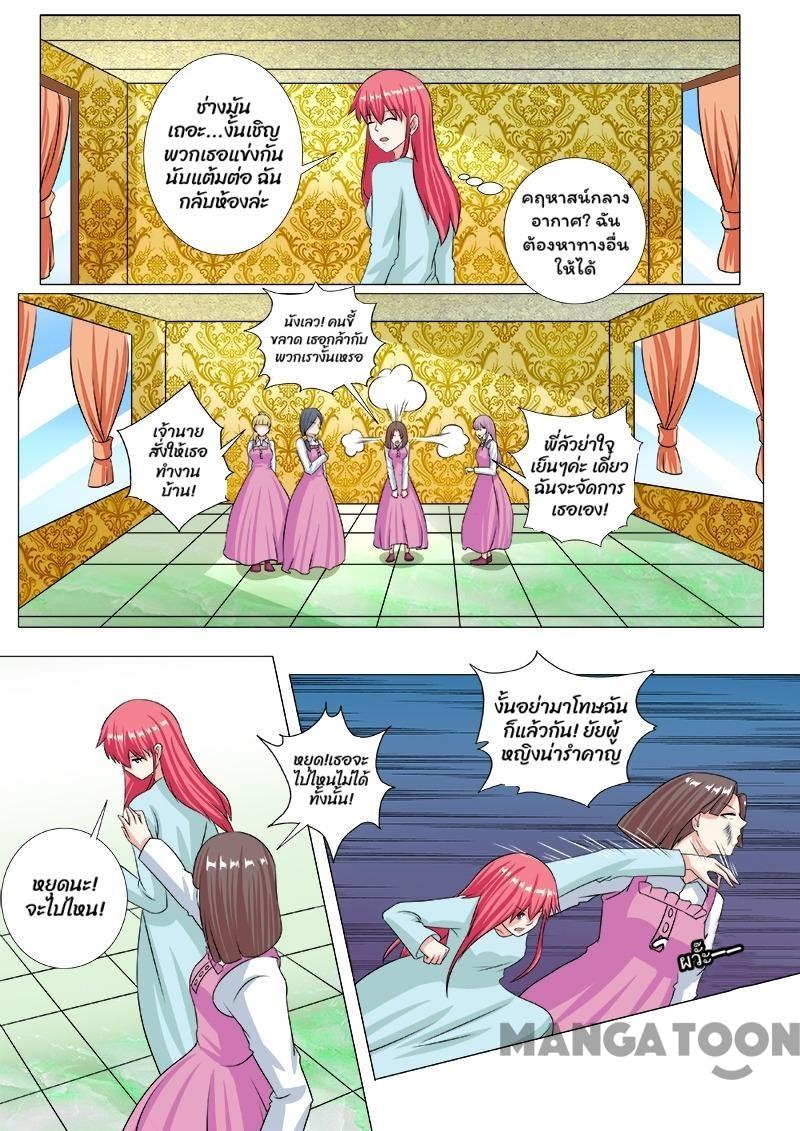 ช่างมัน
เถอะ...งั้นเชิญ
พวกเธอแข่งกัน
นับแต้มต่อ ฉัน
กลับห้องล่ะ
คฤหาสน์กลาง
อากาศ? ฉัน
ต้องหาทางอื่น
ให้ได้
นังเลว! คนขี้
ขลาด เธอกล้ากับ
พวกเรางั้นเหรอ
เจ้านาย
สั่งให้เธอ
ทำงาน
บ้าน!
พี่ลัวย่าใจ
เย็นๆค่ะ เดี๋ยว
ฉันจะจัดการ
เธอเอง!
หยุดนะ!
จะไปไหน!
หยุด!เธอจะ
ไปไหนไม่ได้
ทั้งนั้น!
งั้นอย่ามาโทษฉัน
ก็แล้วกัน! ยัยผู้
หญิงน่ารำคาญ
ผวั๊ะ--
MANGATOON